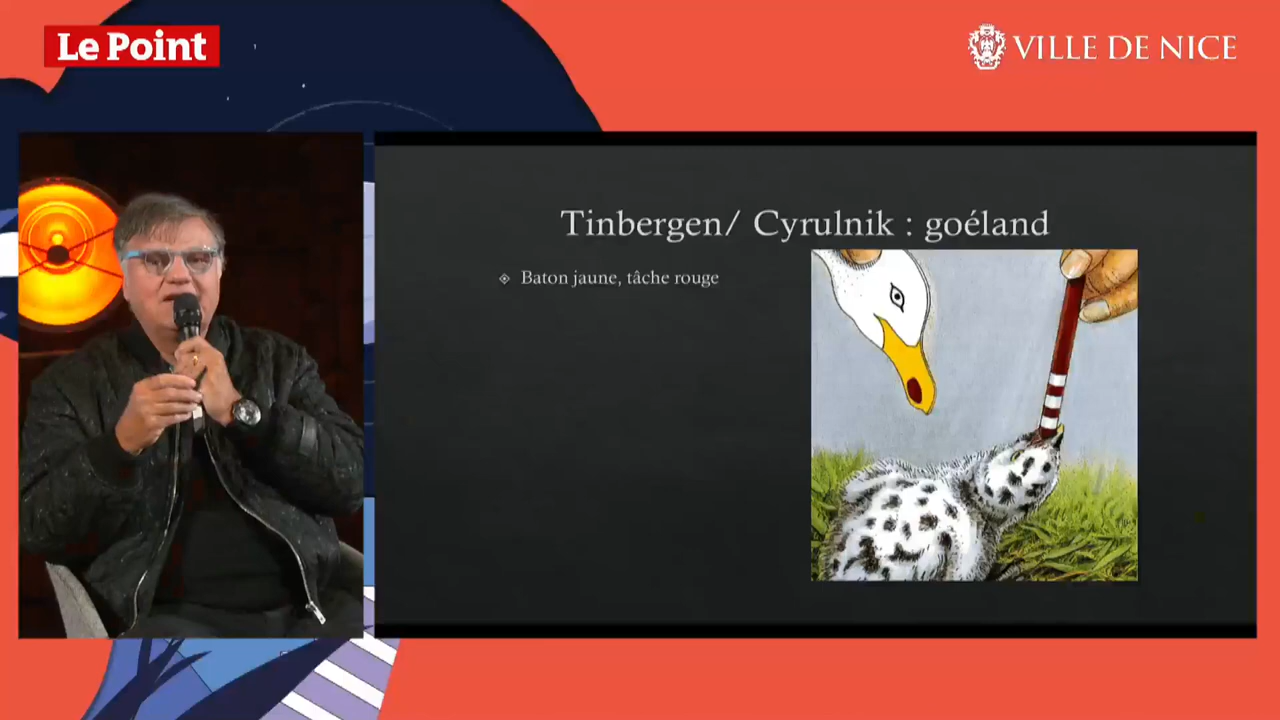 Le Point
VILLE DE NICE
Tinbergen/ Cyrulnik : goéland
Baton jaune, tâche rouge